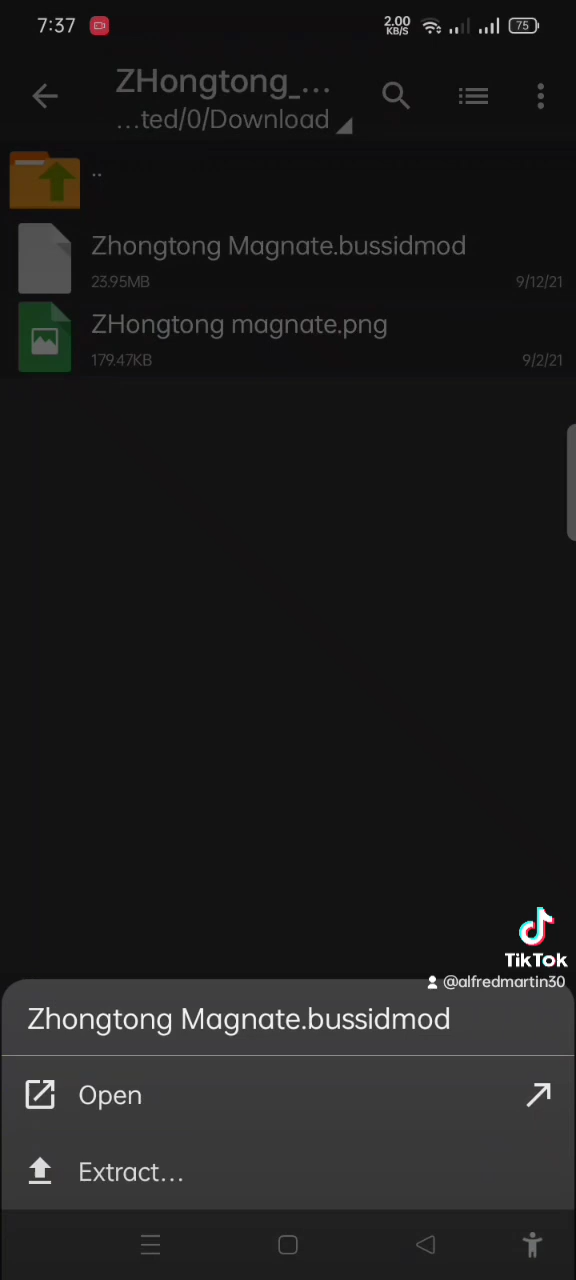 7:37
2.00
KB/S
75
ZHongtong_...
...ted/0/Download
..
Zhongtong Magnate.bussidmod
23.95MB
9/12/21
ZHongtong magnate.png
179.47KB
9/2/21
TikTok
@alfredmartin30
Zhongtong Magnate.bussidmod
Open
Extract...